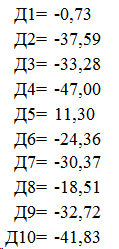 Д1= -0,73
Д2= -37,59
Д3= -33,28
Д4= -47,00
Д5= 11,30
Д6= -24,36
Д7= -30,37
Д8= -18,51
Д9= -32,72
Д10= -41,83